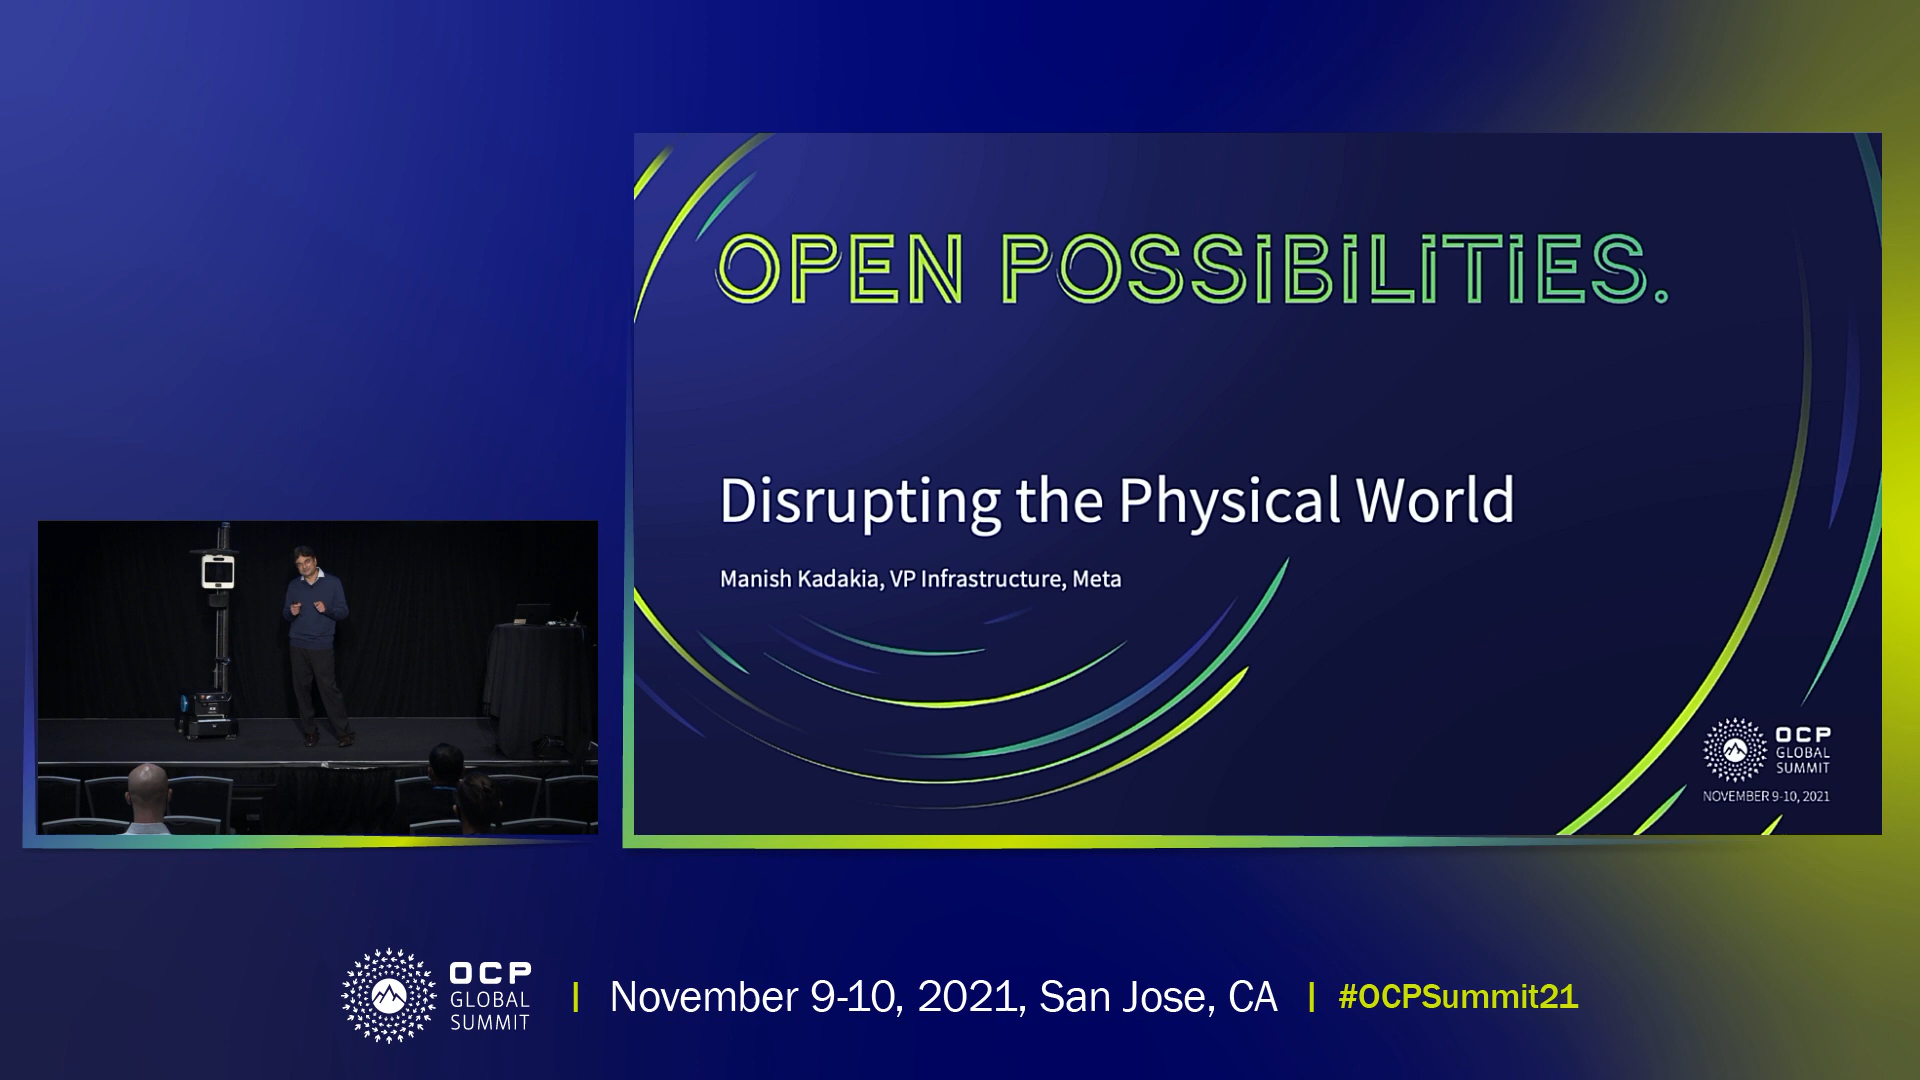 OPEN POSSIBILITIES.
Disrupting the Physical World
Manish Kadakia, VP Infrastructure, Meta
OCP
GLOBAL
SUMMIT
NOVEMBER 9-10, 2021
OCP
GLOBAL
SUMMIT
| November 9-10, 2021, San Jose, CA | #OCPSummit21